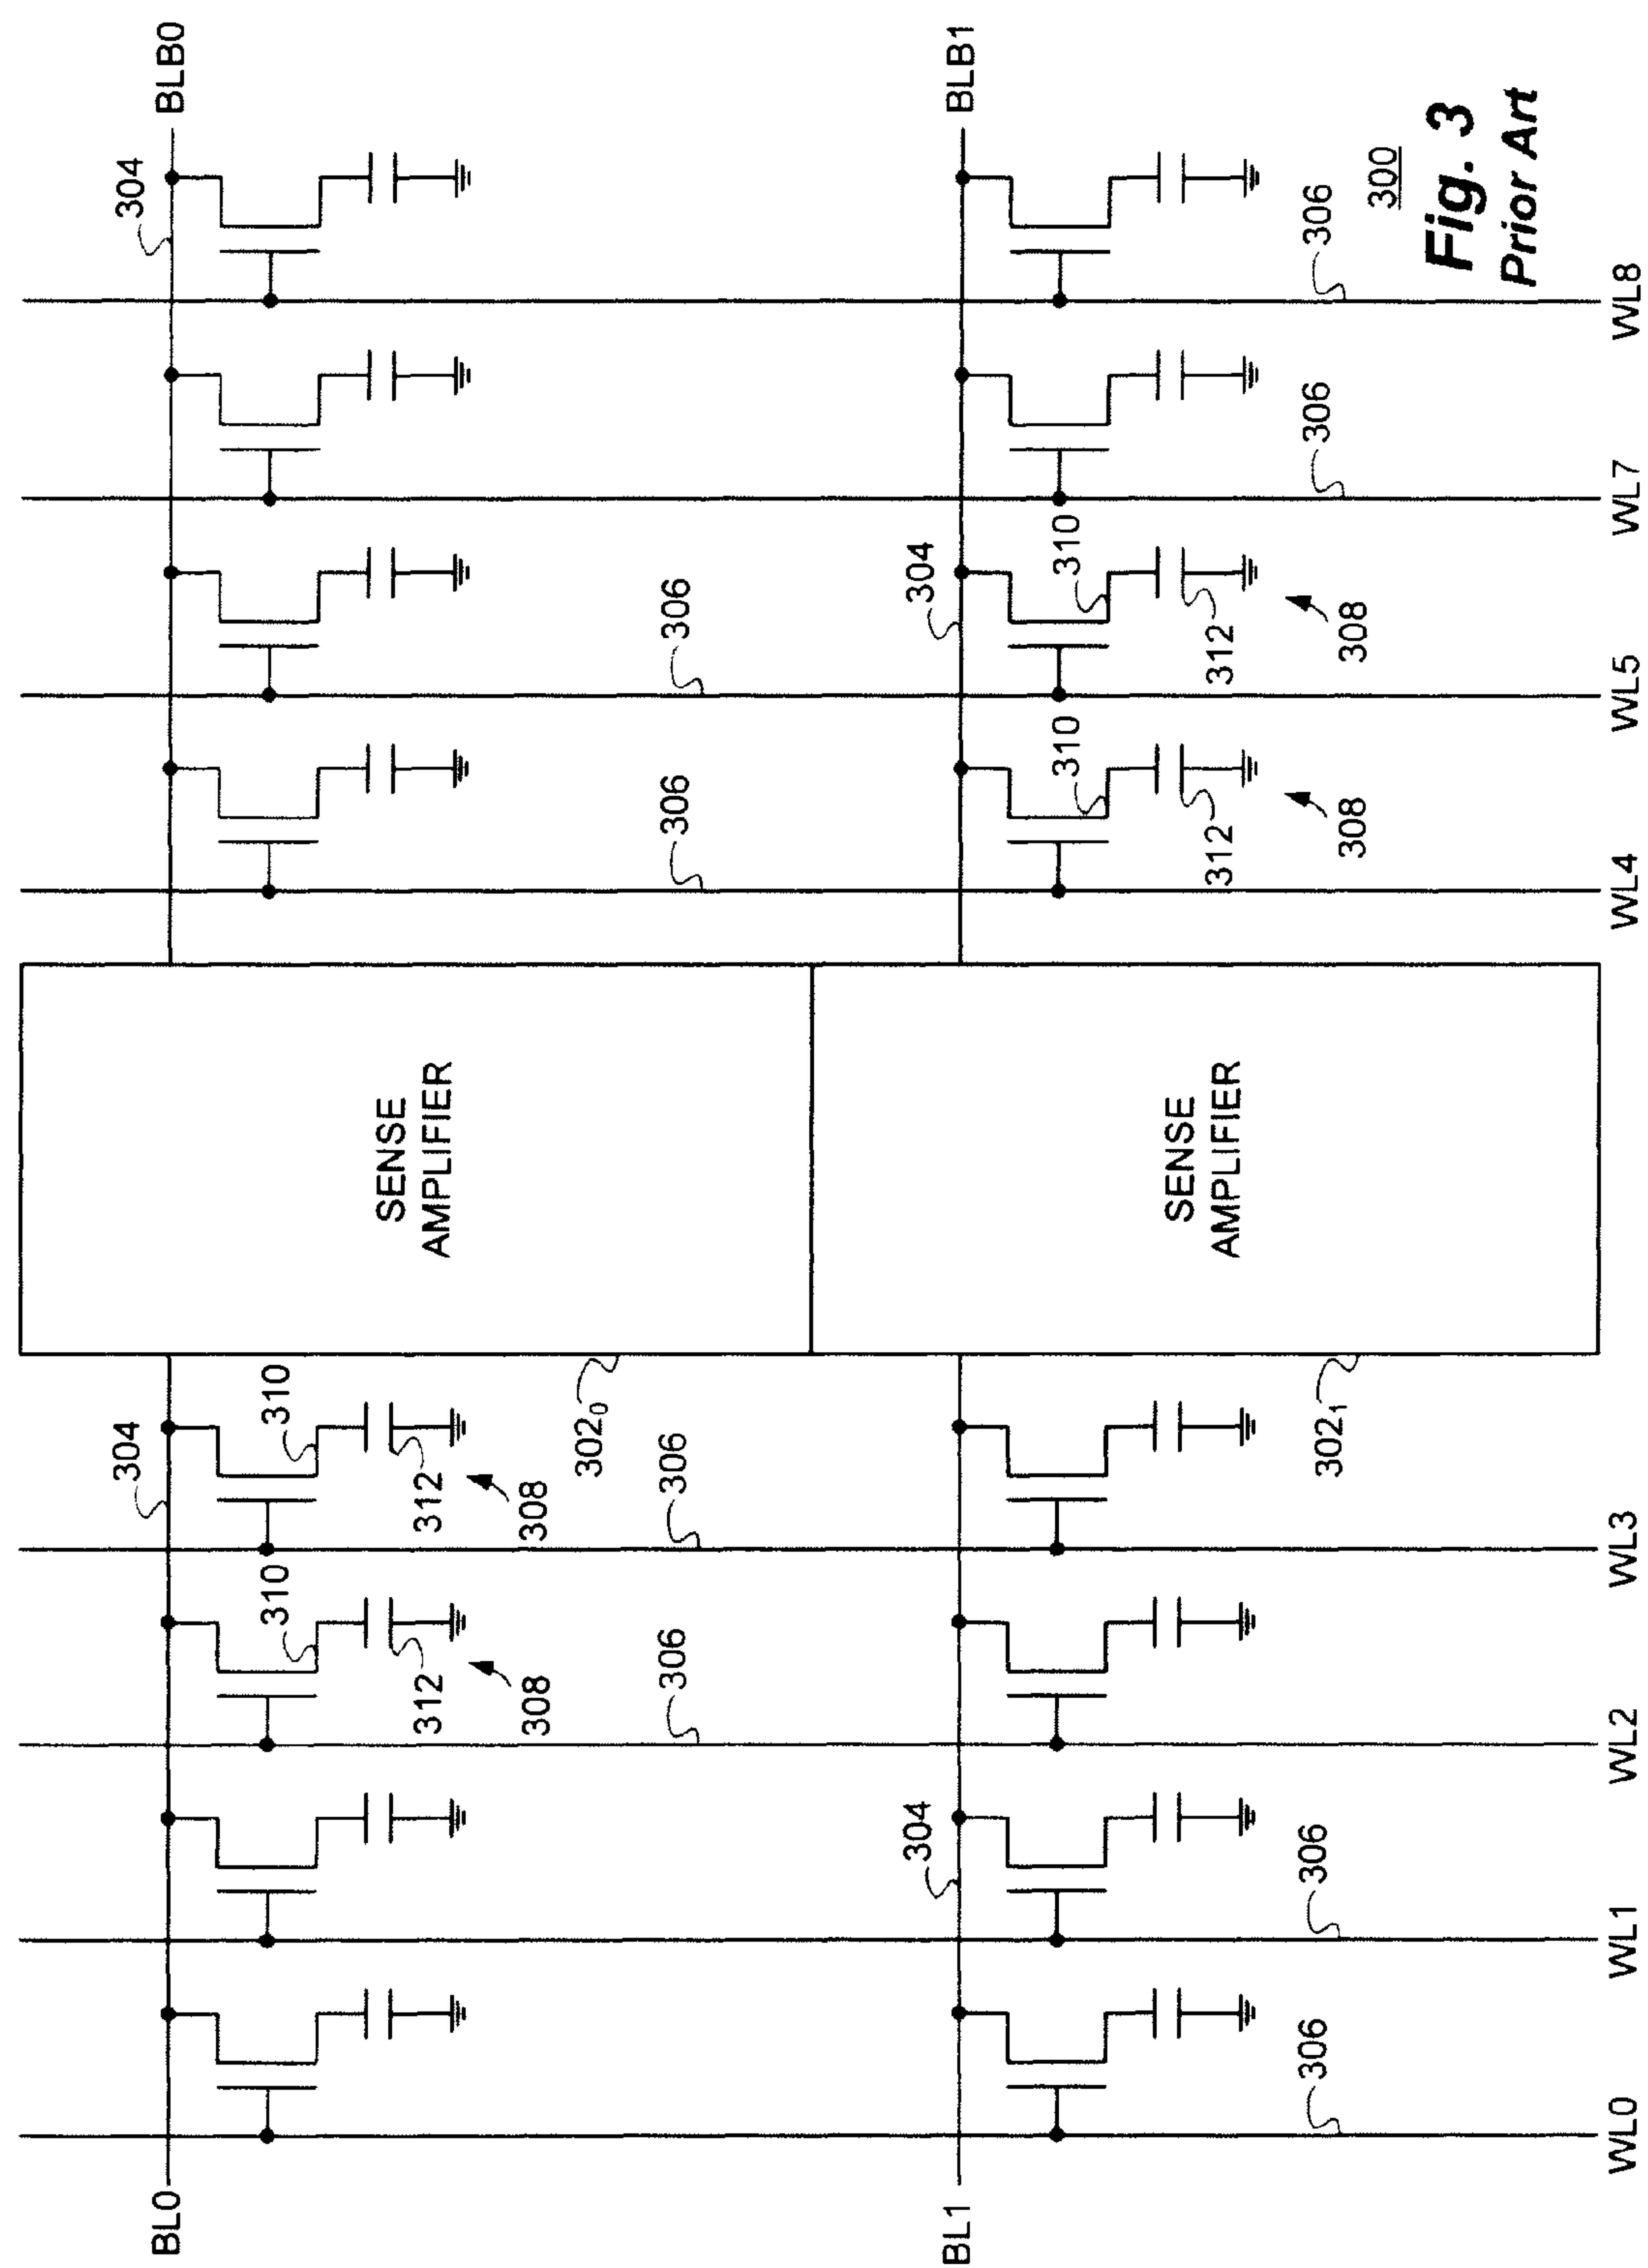 BL0
304
310
310
304
BLB0
312
312
308
308
SENSE
AMPLIFIER
302₀
306
306
306
306
BL1
304
304
BLB1
310
310
312
312
308
308
SENSE
AMPLIFIER
302₁
306
306
306
306
WL0
WL1
WL2
WL3
WL4
WL5
WL7
WL8
300
Fig. 3
Prior Art